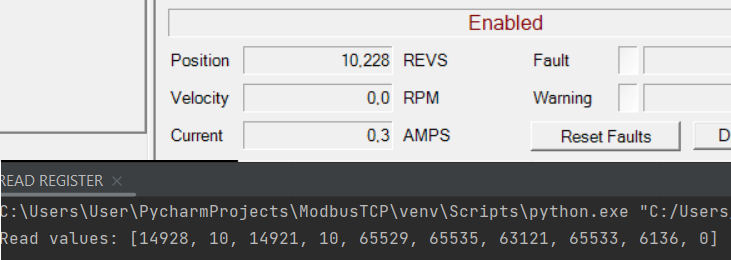 Enabled
Position 10,228 REVS Fault
Velocity 0,0 RPM Warning
Current 0,3 AMPS Reset Faults D
READ REGISTER ×
C:\Users\User\PycharmProjects\ModbusTCP\venv\Scripts\python.exe "C:/Users/
Read values: [14928, 10, 14921, 10, 65529, 65535, 63121, 65533, 6136, 0]